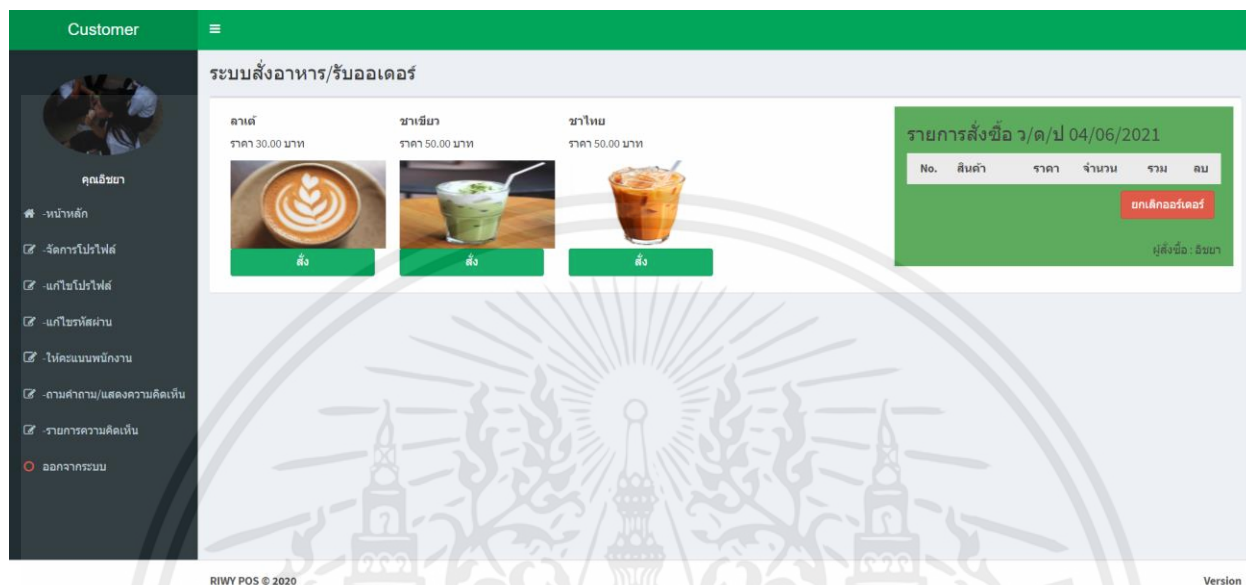 Customer
ระบบสั่งอาหาร/รับออเดอร์
คุณอิชยา
-หน้าหลัก
-จัดการโปรไฟล์
-แก้ไขโปรไฟล์
-แก้ไขรหัสผ่าน
-ให้คะแนนพนักงาน
-ถามคำถาม/แสดงความคิดเห็น
-รายการความคิดเห็น
ออกจากระบบ
ลาเต้ ชาเขียว ชาไทย
ราคา 30.00 บาท ราคา 50.00 บาท ราคา 50.00 บาท
สั่ง สั่ง สั่ง
รายการสั่งซื้อ ว/ด/ป 04/06/2021
No. สินค้า ราคา จำนวน รวม ลบ
ยกเลิกออร์เดอร์
ผู้สั่งซื้อ : อิชยา
RIWY POS © 2020 Version